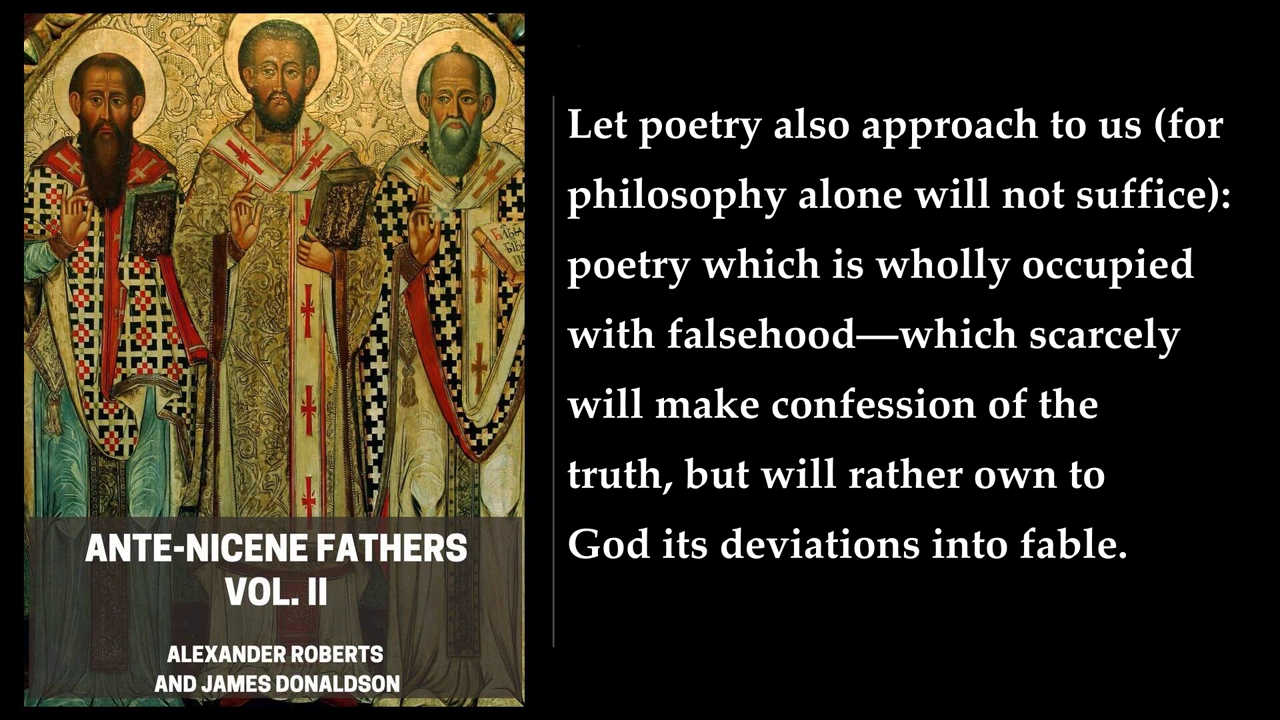 ANTE-NICENE FATHERS
VOL. II
ALEXANDER ROBERTS
AND JAMES DONALDSON
Let poetry also approach to us (for
philosophy alone will not suffice):
poetry which is wholly occupied
with falsehood—which scarcely
will make confession of the
truth, but will rather own to
God its deviations into fable.